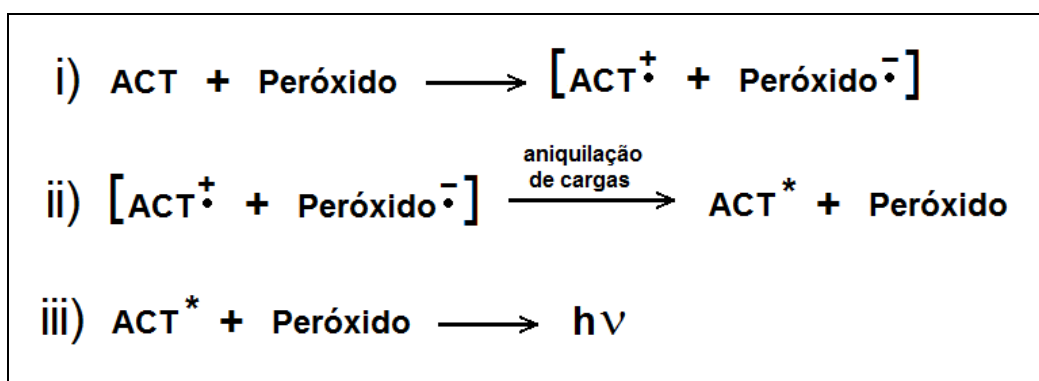 i) ACT + Peróxido ⟶ [ACT•⁺ + Peróxido•⁻]
aniquilação
de cargas
ii) [ACT•⁺ + Peróxido•⁻] ⟶ ACT* + Peróxido
iii) ACT* + Peróxido ⟶ hν